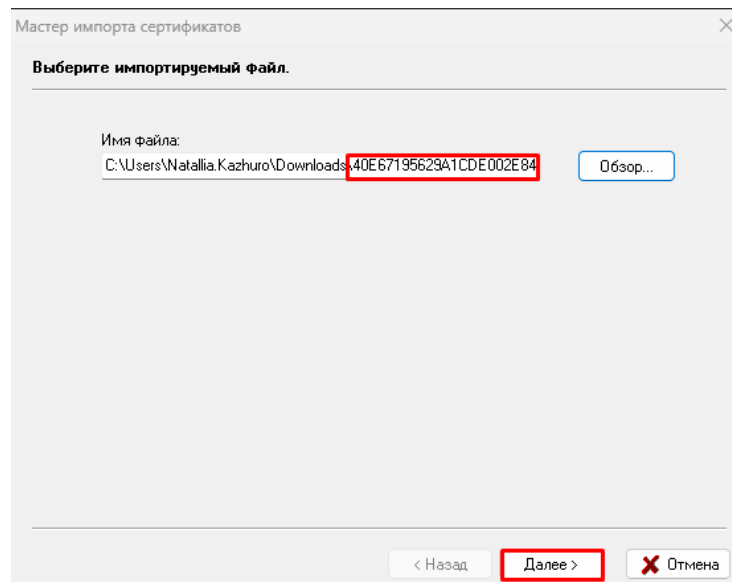 Мастер импорта сертификатов
Выберите импортируемый файл.
Имя файла:
C:\Users\Natallia.Kazhuro\Downloads\40E67195629A1CDE002E84
Обзор...
< Назад
Далее >
Отмена